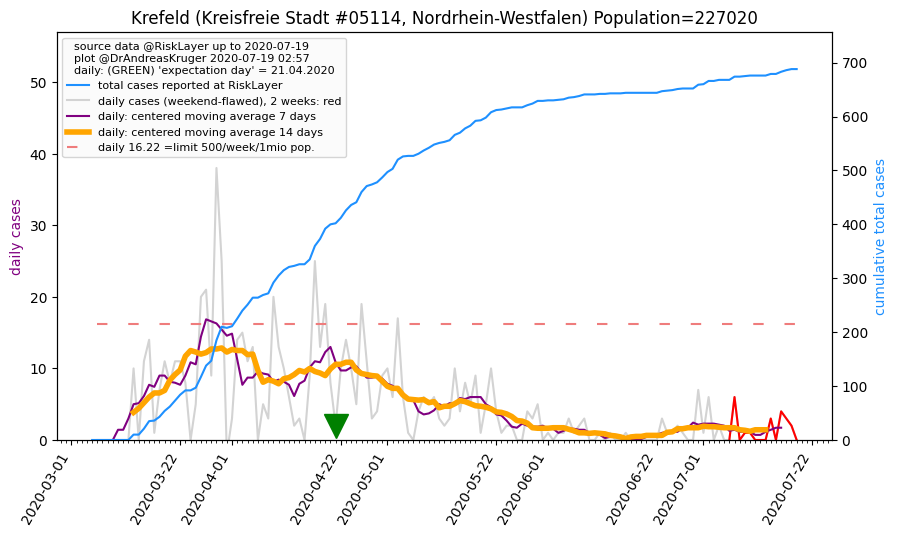 Krefeld (Kreisfreie Stadt #05114, Nordrhein-Westfalen) Population=227020
source data @RiskLayer up to 2020-07-19
plot @DrAndreasKruger 2020-07-19 02:57
daily: (GREEN) 'expectation day' = 21.04.2020
total cases reported at RiskLayer
daily cases (weekend-flawed), 2 weeks: red
daily: centered moving average 7 days
daily: centered moving average 14 days
daily 16.22 =limit 500/week/1mio pop.
daily cases
50
40
30
20
10
0
cumulative total cases
700
600
500
400
300
200
100
0
2020-03-01
2020-03-22
2020-04-01
2020-04-22
2020-05-01
2020-05-22
2020-06-01
2020-06-22
2020-07-01
2020-07-22